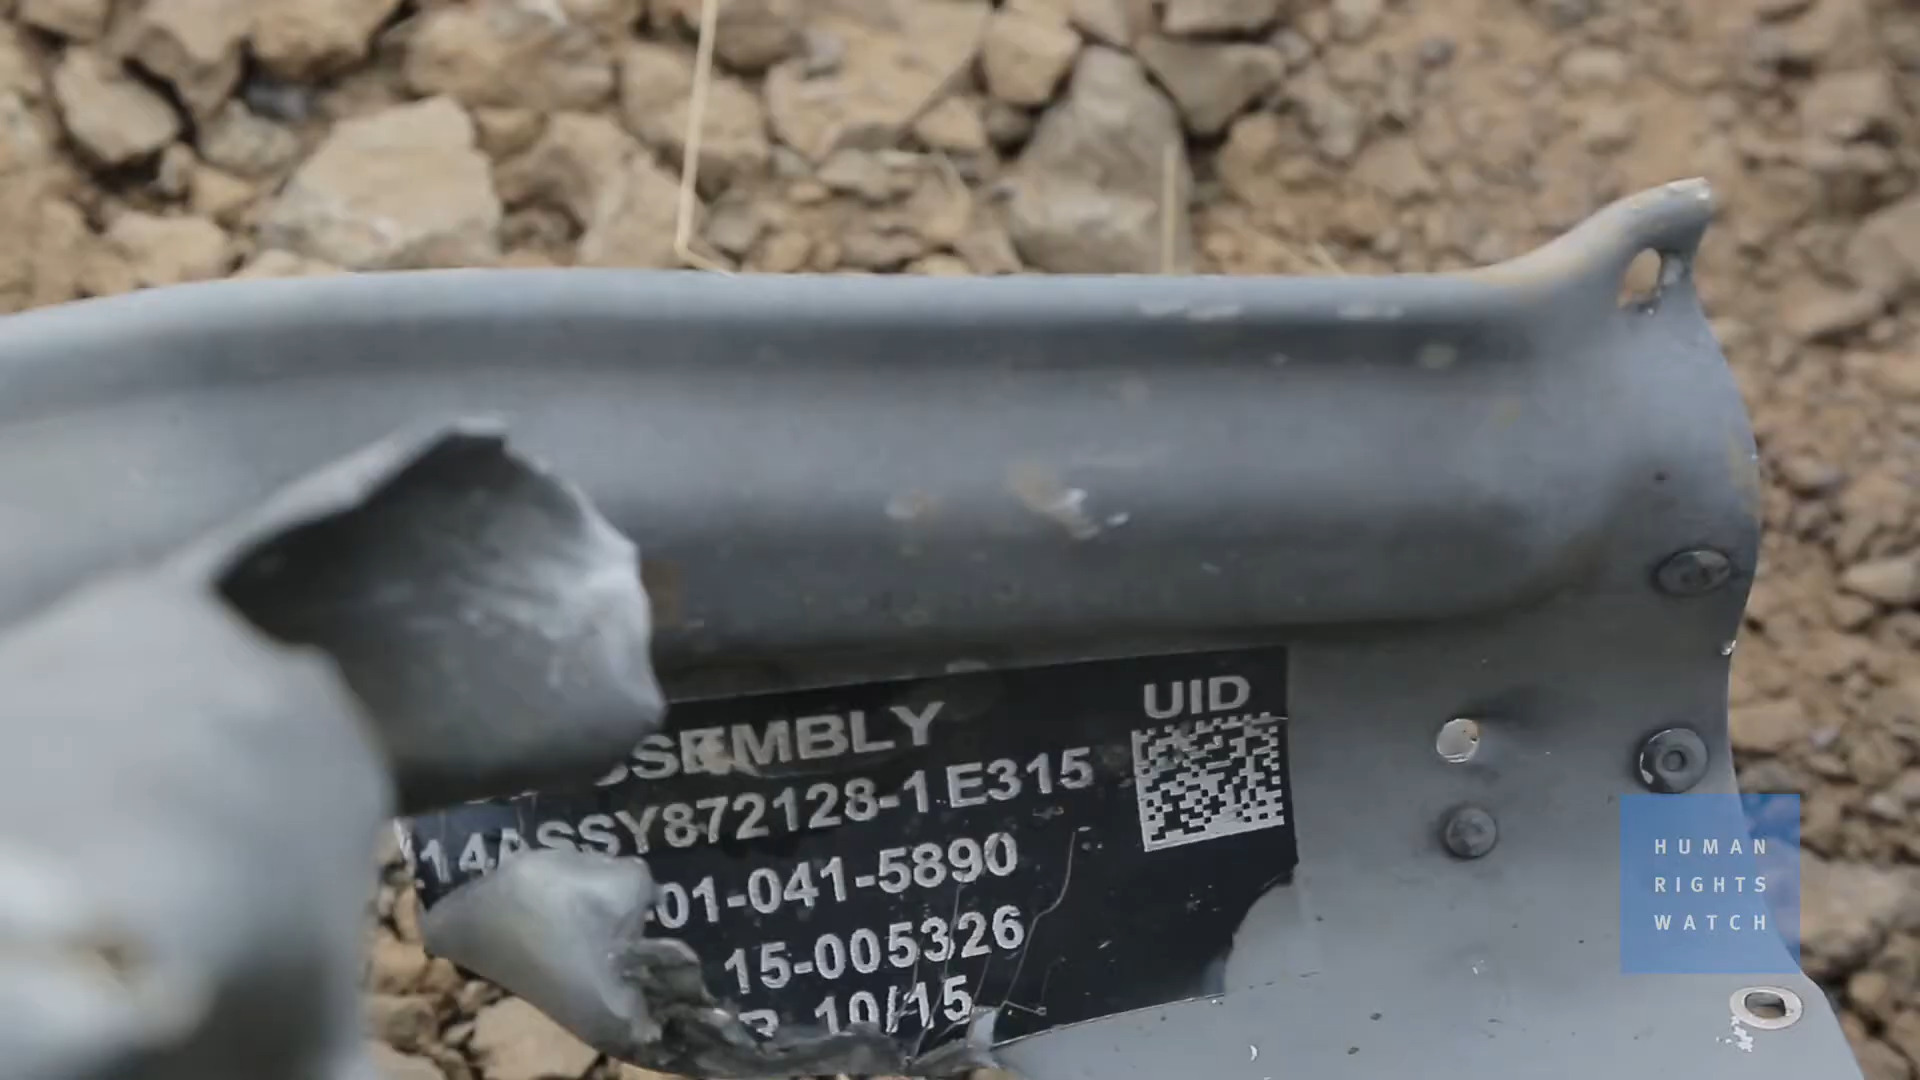 SSEMBLY
UID
14ASSY872128-1 E315
-01-041-5890
15-005326
R 10/15
HUMAN
RIGHTS
WATCH